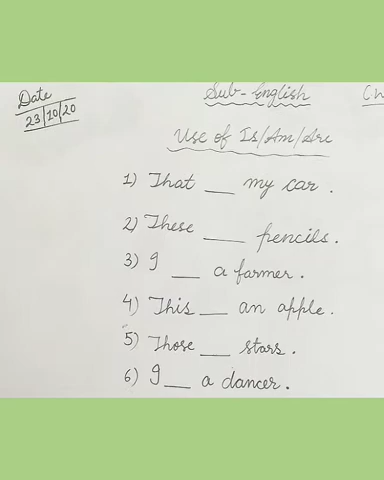 Date
23/10/20
Sub- English
Use of Is/Am/Are
1) That ___ my car.
2) These ___ pencils.
3) I ___ a farmer.
4) This ___ an apple.
5) Those ___ stars.
6) I ___ a dancer.